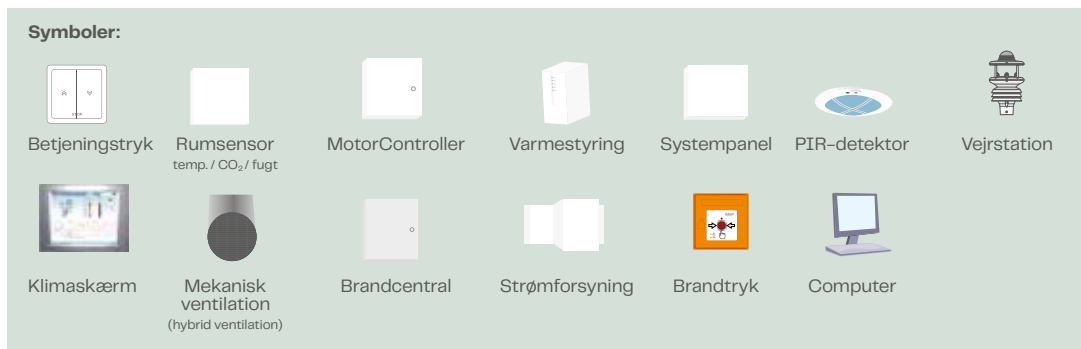 Symboler:
Betjeningstryk
Rumsensor
temp. / CO₂ / fugt
MotorController
Varmestyring
Systempanel
PIR-detektor
Vejrstation
STOP
Klimaskærm
Mekanisk
ventilation
(hybrid ventilation)
Brandcentral
Strømforsyning
Brandtryk
Computer